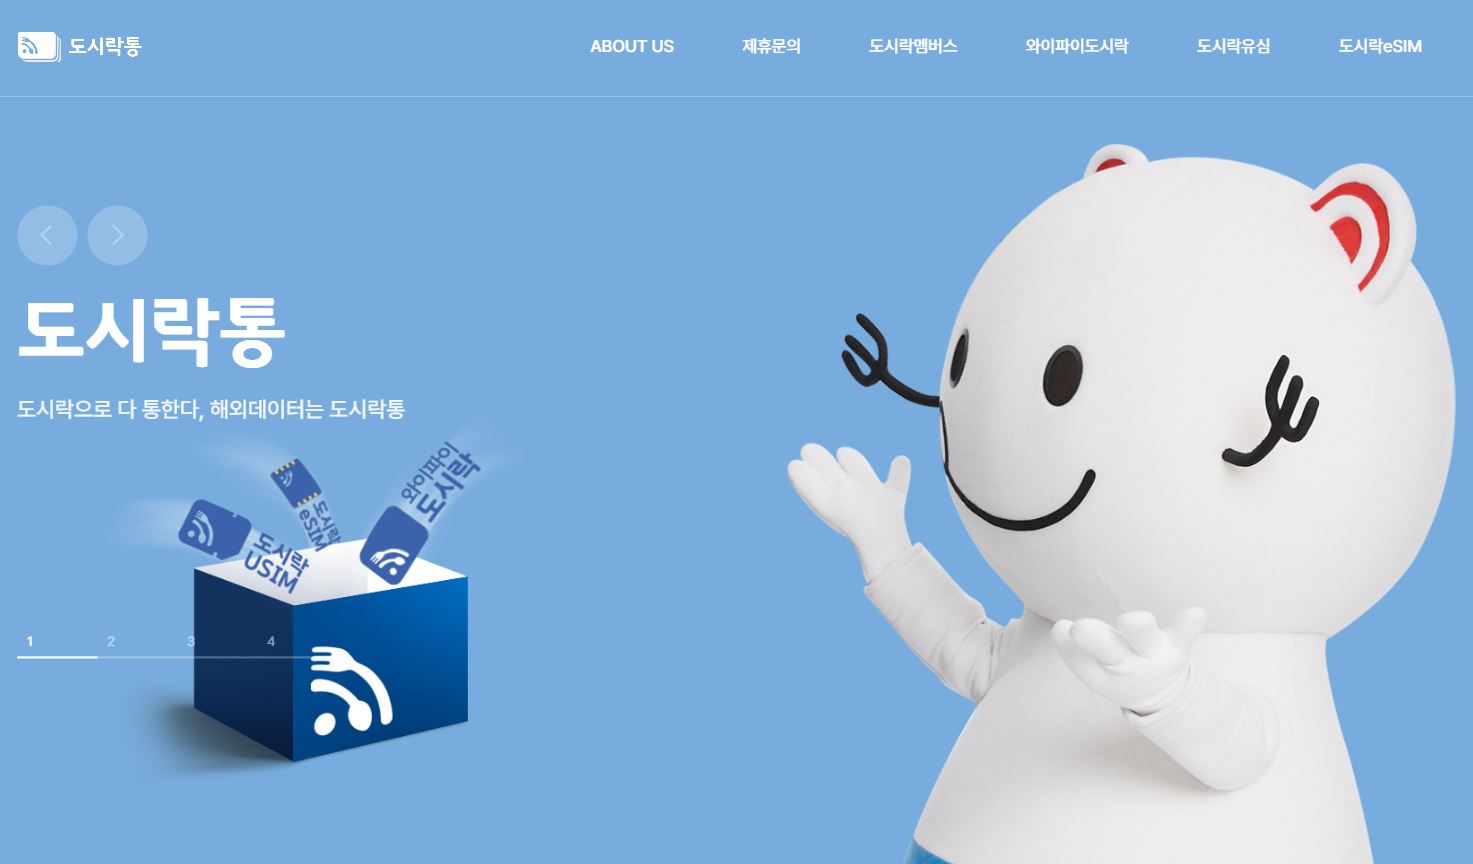 도시락통
ABOUT US
제휴문의
도시락멤버스
와이파이도시락
도시락유심
도시락eSIM
도시락통
도시락으로 다 통한다, 해외데이터는 도시락통
와이파이
도시락
도시락
eSIM
도시락
USIM
1
2
3
4